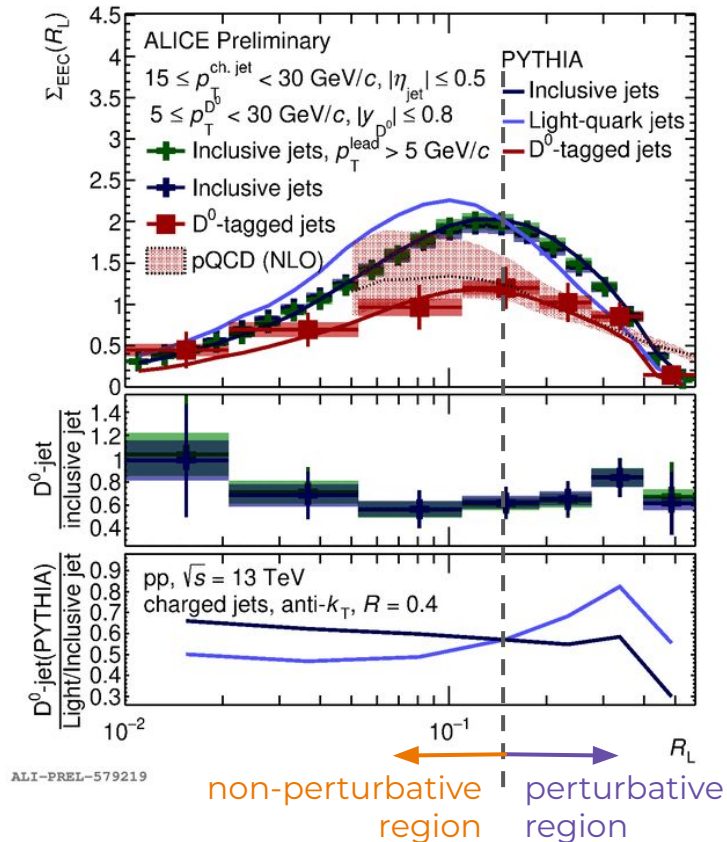 Σ_EEC(R_L)
4.5
4
3.5
3
2.5
2
1.5
1
0.5
0
ALICE Preliminary
15 ≤ p_T^ch. jet < 30 GeV/c, |η_jet| ≤ 0.5
5 ≤ p_T^D⁰ < 30 GeV/c, |y_D⁰| ≤ 0.8
Inclusive jets, p_T^lead > 5 GeV/c
Inclusive jets
D⁰-tagged jets
pQCD (NLO)
PYTHIA
Inclusive jets
Light-quark jets
D⁰-tagged jets
D⁰-jet
inclusive jet
1.4
1.2
1
0.8
0.6
0.4
D⁰-jet(PYTHIA)
Light/Inclusive jet
0.9
0.8
0.7
0.6
0.5
0.4
0.3
pp, √s = 13 TeV
charged jets, anti-k_T, R = 0.4
10⁻²
10⁻¹
R_L
ALI-PREL-579219
non-perturbative
region
perturbative
region